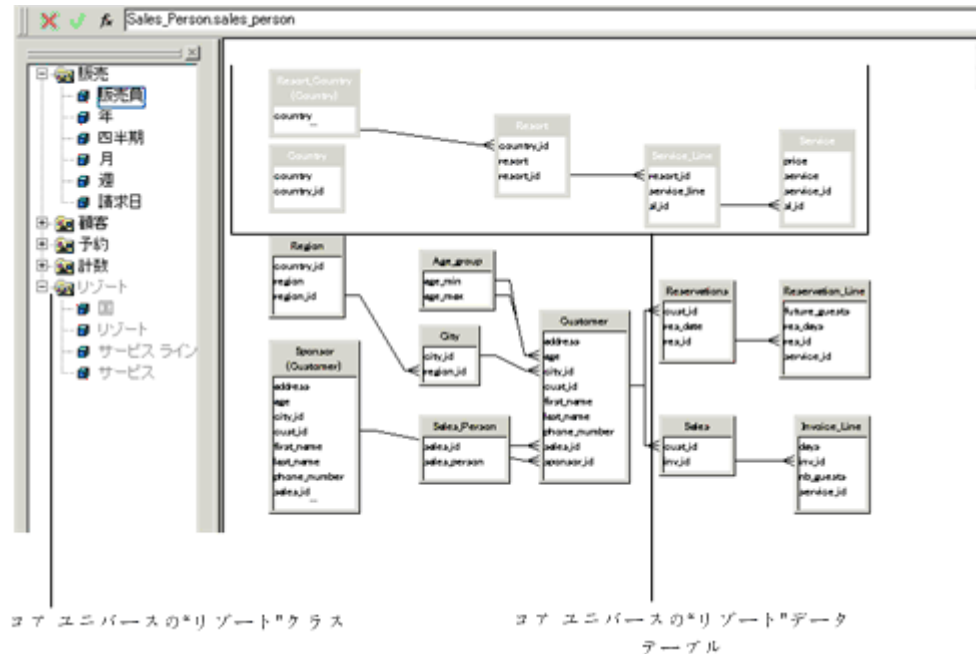 Sales_Person.sales_person
販売
販売員
年
四半期
月
週
請求日
顧客
予約
計数
リゾート
国
リゾート
サービス ライン
サービス
Resort_Country
(Country)
country
Country
country
country_id
Resort
country_id
resort
resort_id
Service_Line
resort_id
service_line
sl_id
Service
price
service
service_id
sl_id
Region
country_id
region
region_id
Age_group
age_min
age_max
City
city_id
region_id
Sponsor
(Customer)
address
age
city_id
cust_id
first_name
last_name
phone_number
sales_id
...
Sales_Person
sales_id
sales_person
Customer
address
age
city_id
cust_id
first_name
last_name
phone_number
sales_id
sponsor_id
Reservations
cust_id
res_date
res_id
Reservation_Line
future_guests
res_days
res_id
service_id
Sales
cust_id
inv_id
Invoice_Line
days
inv_id
nb_guests
service_id
コア ユニバースの"リゾート"クラス
コア ユニバースの"リゾート"データ
テーブル